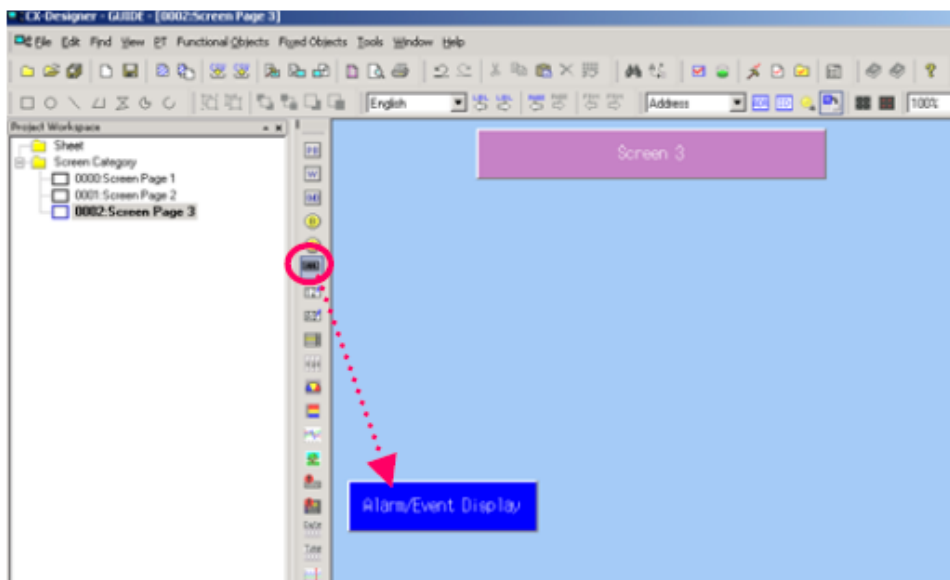 CX-Designer - GUIDE - [0002:Screen Page 3]
File Edit Find View PT Functional Objects Fixed Objects Tools Window Help
English Address 100%
Project Workspace
Sheet
Screen Category
0000:Screen Page 1
0001:Screen Page 2
0002:Screen Page 3
Screen 3
Alarm/Event Display